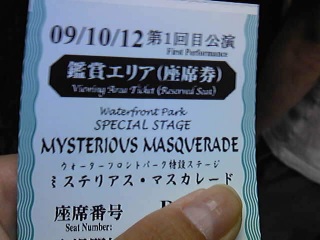 09/10/12 第1回目公演
First Performance
鑑賞エリア(座席券)
Viewing Area Ticket (Reserved Seat)
Waterfront Park
SPECIAL STAGE
MYSTERIOUS MASQUERADE
ウォーターフロントパーク特設ステージ
ミステリアス・マスカレード
座席番号
Seat Number: